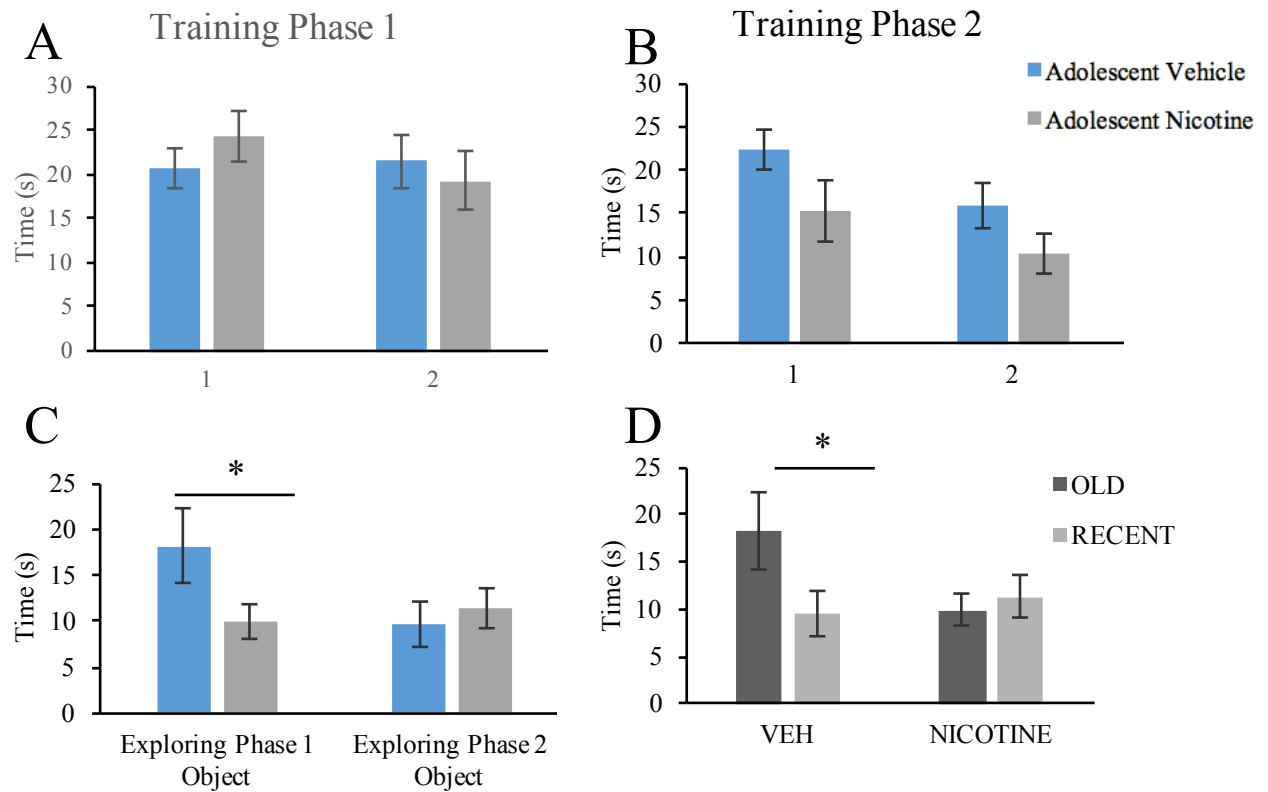 A
Training Phase 1
30
25
20
15
10
5
0
Time (s)
1
2
B
Training Phase 2
Adolescent Vehicle
Adolescent Nicotine
30
25
20
15
10
5
0
Time (s)
1
2
C
*
25
20
15
10
5
0
Time (s)
Exploring Phase 1
Object
Exploring Phase 2
Object
D
*
OLD
RECENT
25
20
15
10
5
0
Time (s)
VEH
NICOTINE